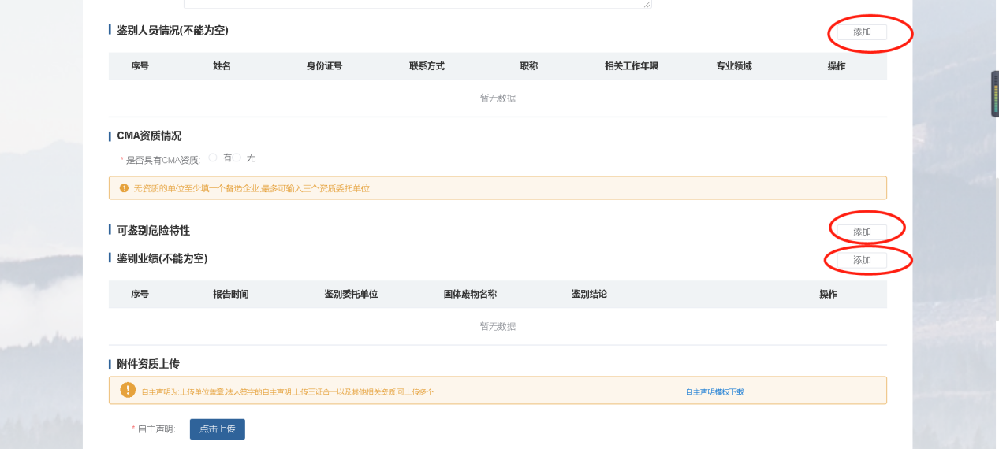 鉴别人员情况(不能为空) 添加
序号 姓名 身份证号 联系方式 职称 相关工作年限 专业领域 操作
暂无数据
CMA资质情况
* 是否具有CMA资质: 有 无
无资质的单位至少填一个备选企业,最多可输入三个资质委托单位
可鉴别危险特性 添加
鉴别业绩(不能为空) 添加
序号 报告时间 鉴别委托单位 固体废物名称 鉴别结论 操作
暂无数据
附件资质上传
自主声明为:上传单位盖章,法人签字的自主声明,上传三证合一以及其他相关资质,可上传多个 自主声明模板下载
* 自主声明: 点击上传